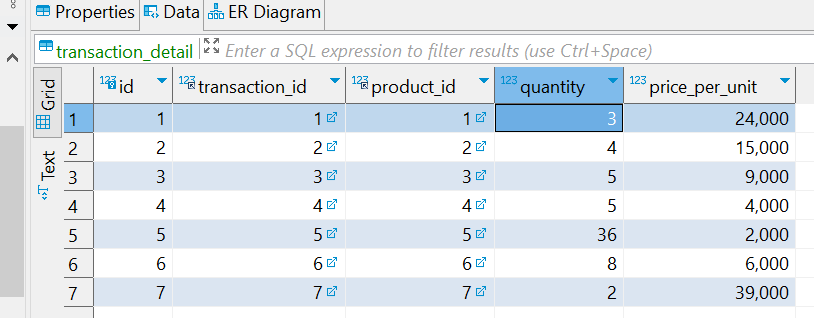 Properties Data ER Diagram
transaction_detail Enter a SQL expression to filter results (use Ctrl+Space)
Grid
Text
123 id 123 transaction_id 123 product_id 123 quantity 123 price_per_unit
1 1 1 1 3 24,000
2 2 2 2 4 15,000
3 3 3 3 5 9,000
4 4 4 4 5 4,000
5 5 5 5 36 2,000
6 6 6 6 8 6,000
7 7 7 7 2 39,000